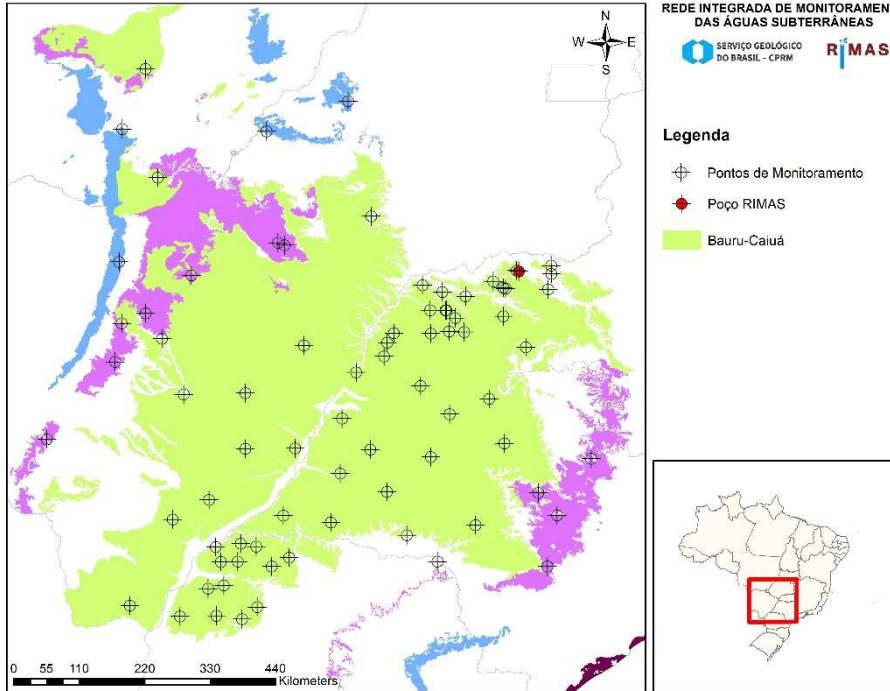 REDE INTEGRADA DE MONITORAMEN
DAS ÁGUAS SUBTERRÂNEAS
SERVIÇO GEOLÓGICO
DO BRASIL – CPRM
RIMAS
N
W E
S
Legenda
Pontos de Monitoramento
Poço RIMAS
Bauru-Caiuá
0 55 110 220 330 440
Kilometers